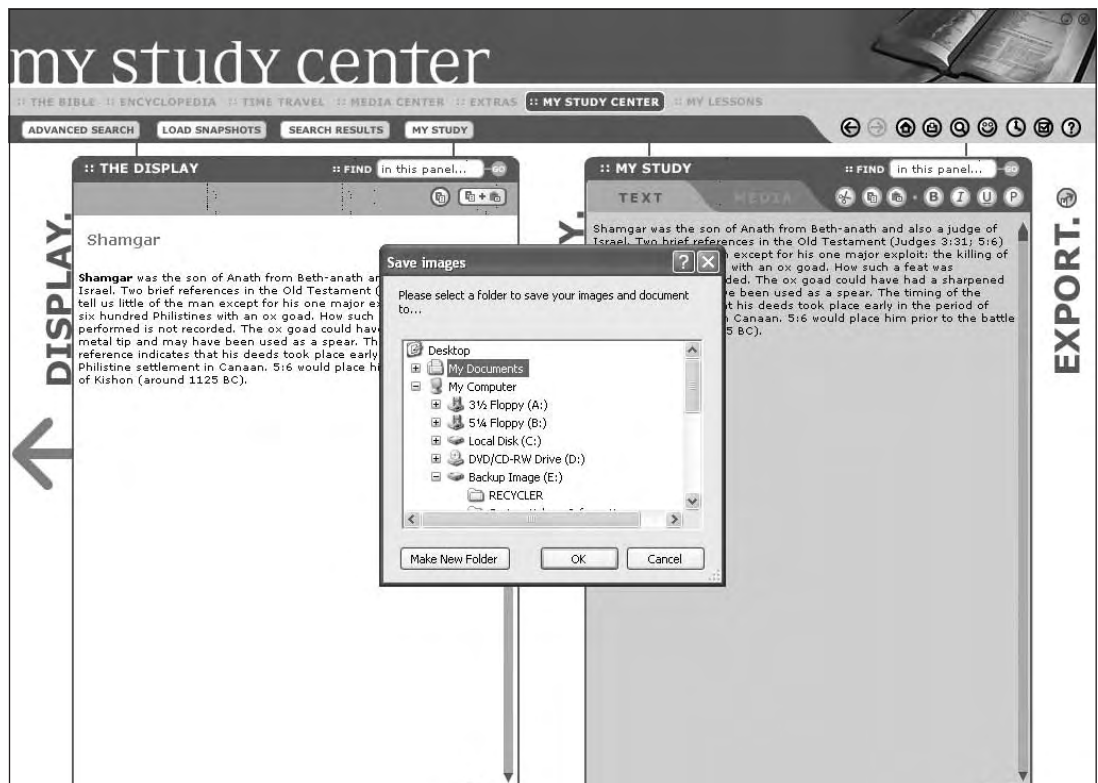 my study center
:: THE BIBLE :: ENCYCLOPEDIA :: TIME TRAVEL :: MEDIA CENTER :: EXTRAS :: MY STUDY CENTER :: MY LESSONS
ADVANCED SEARCH LOAD SNAPSHOTS SEARCH RESULTS MY STUDY
DISPLAY.
:: THE DISPLAY :: FIND in this panel... GO
Shamgar
Shamgar was the son of Anath from Beth-anath an
Israel. Two brief references in the Old Testament (
tell us little of the man except for his one major ex
six hundred Philistines with an ox goad. How such
performed is not recorded. The ox goad could have
metal tip and may have been used as a spear. Th
reference indicates that his deeds took place early
Philistine settlement in Canaan. 5:6 would place hi
of Kishon (around 1125 BC).
Save images
Please select a folder to save your images and document
to...
Desktop
My Documents
My Computer
3½ Floppy (A:)
5¼ Floppy (B:)
Local Disk (C:)
DVD/CD-RW Drive (D:)
Backup Image (E:)
RECYCLER
Make New Folder OK Cancel
Y.
:: MY STUDY :: FIND in this panel... GO
TEXT MEDIA B I U P
Shamgar was the son of Anath from Beth-anath and also a judge of
Israel. Two brief references in the Old Testament (Judges 3:31; 5:6)
except for his one major exploit: the killing of
with an ox goad. How such a feat was
ded. The ox goad could have had a sharpened
e been used as a spear. The timing of the
t his deeds took place early in the period of
Canaan. 5:6 would place him prior to the battle
5 BC).
EXPORT.